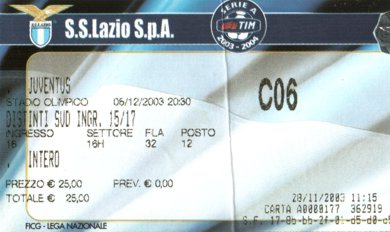 S.S.LAZIO
S.S.Lazio S.p.A.
SERIE A
TIM
2003 - 2004
. JUVENTUS
STADIO OLIMPICO 06/12/2003 20:30
DISTINTI SUD INGR. 15/17
INGRESSO SETTORE FLA POSTO
16 16H 32 12
. INTERO
C06
PREZZO € 25,00 PREV. € 0,00
TOTALE € 25,00
28/11/2003 11:15
CARTA A0008177 362919
FIGC - LEGA NAZIONALE